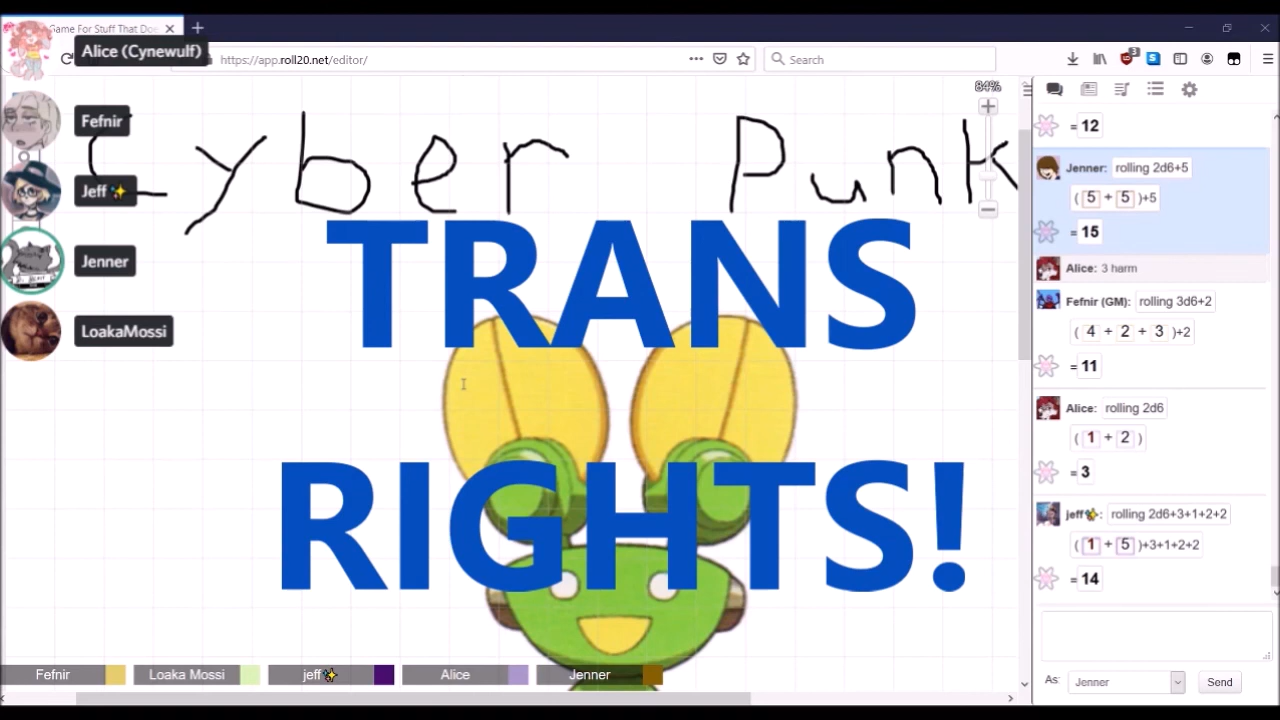 Game For Stuff That Doe
Alice (Cynewulf)
https://app.roll20.net/editor/
Search
3
84%
Fefnir
Jeff ✨
Jenner
LoakaMossi
Cyber Punk
TRANS
RIGHTS!
= 12
Jenner: rolling 2d6+5
( 5 + 5 )+5
= 15
Alice: 3 harm
Fefnir (GM): rolling 3d6+2
( 4 + 2 + 3 )+2
= 11
Alice: rolling 2d6
( 1 + 2 )
= 3
jeff✨: rolling 2d6+3+1+2+2
( 1 + 5 )+3+1+2+2
= 14
As: Jenner Send
Fefnir Loaka Mossi jeff✨ Alice Jenner